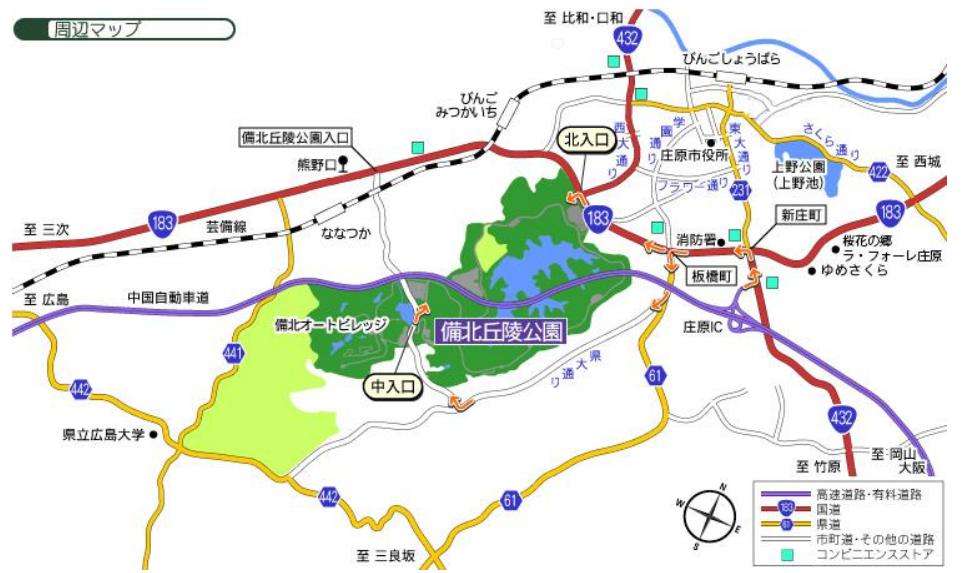 周辺マップ
至 比和・口和
432
びんごしょうばら
びんご
みつかいち
備北丘陵公園入口
熊野口
北入口
西大通り
学園通り
東大通り
庄原市役所
さくら通り
上野公園
(上野池)
至 西城
422
フラワー通り
231
183
183
新庄町
183
至 三次
芸備線
ななつか
消防署
桜花の郷
ラ・フォーレ庄原
ゆめさくら
板橋町
至 広島
中国自動車道
備北オートビレッジ
備北丘陵公園
庄原IC
441
中入口
県大通り
61
442
県立広島大学
432
至 岡山
大阪
至 竹原
442
61
至 三良坂
N
W
E
S
高速道路・有料道路
183
国道
61
県道
市町道・その他の道路
コンビニエンスストア